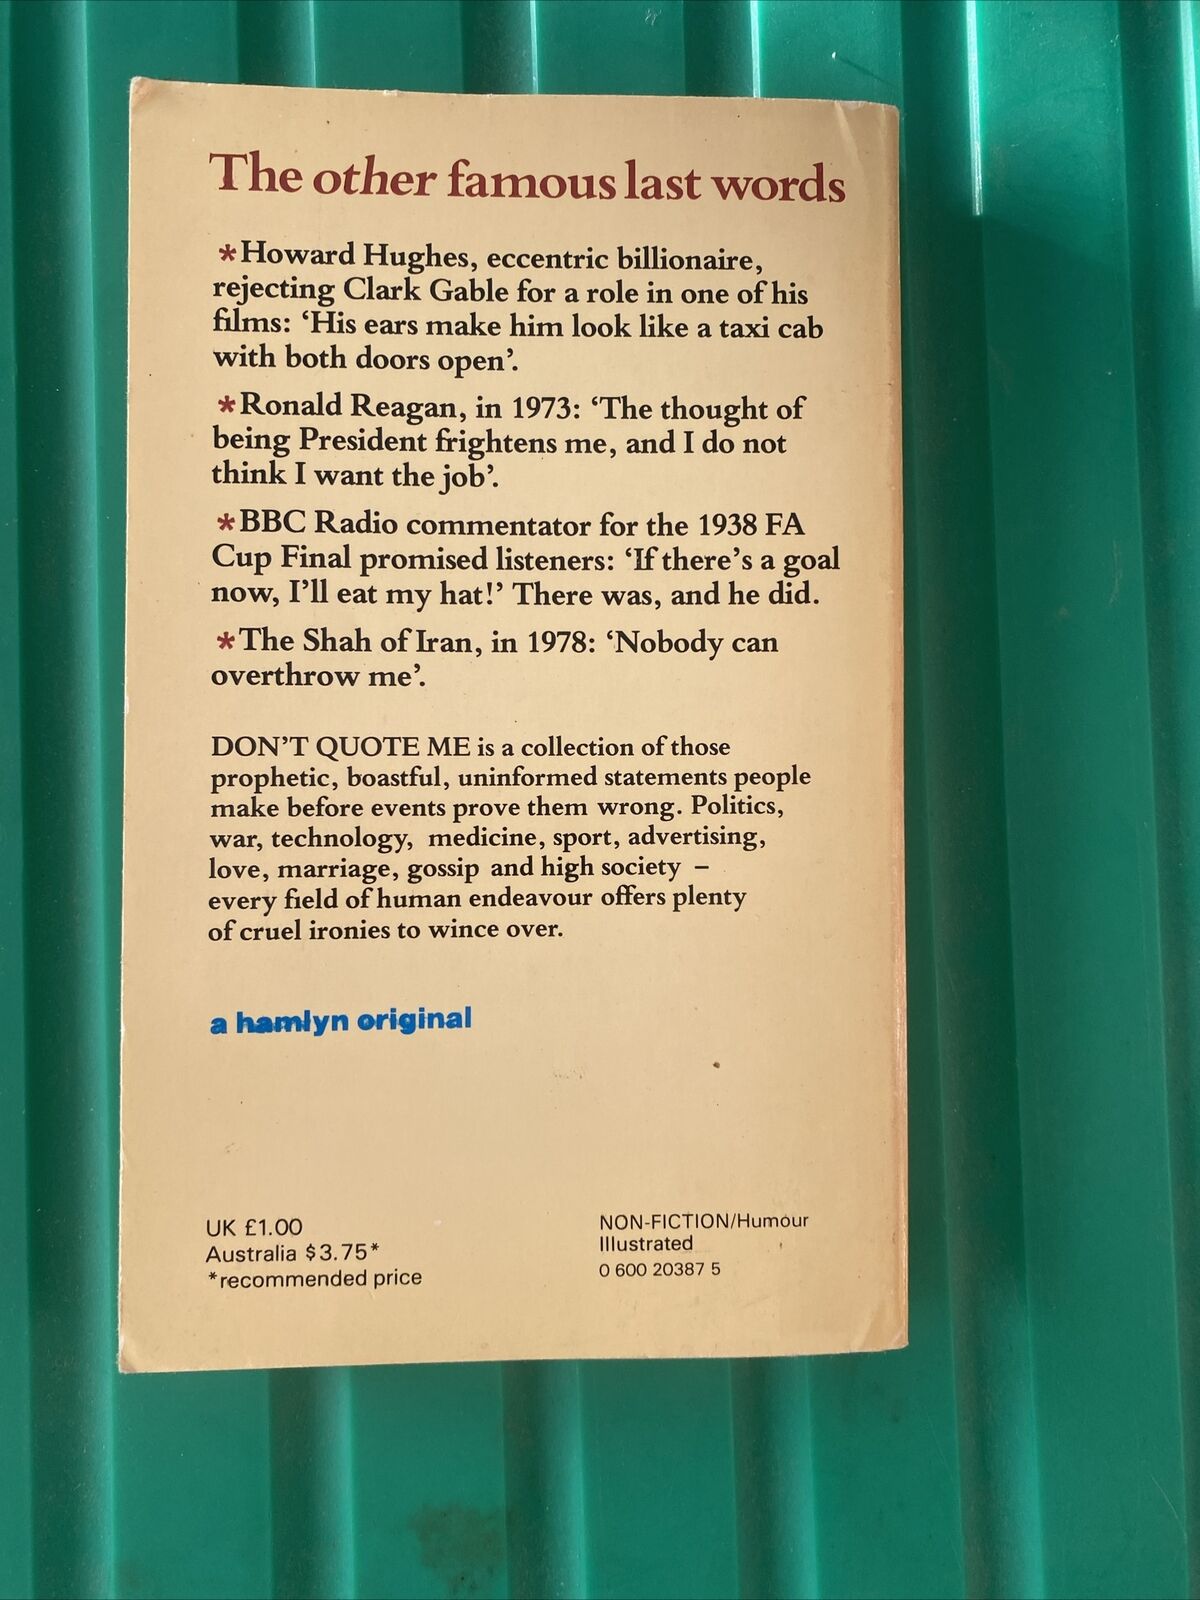 The other famous last words
*Howard Hughes, eccentric billionaire,
rejecting Clark Gable for a role in one of his
films: ‘His ears make him look like a taxi cab
with both doors open’.
*Ronald Reagan, in 1973: ‘The thought of
being President frightens me, and I do not
think I want the job’.
*BBC Radio commentator for the 1938 FA
Cup Final promised listeners: ‘If there’s a goal
now, I’ll eat my hat!’ There was, and he did.
*The Shah of Iran, in 1978: ‘Nobody can
overthrow me’.
DON’T QUOTE ME is a collection of those
prophetic, boastful, uninformed statements people
make before events prove them wrong. Politics,
war, technology, medicine, sport, advertising,
love, marriage, gossip and high society –
every field of human endeavour offers plenty
of cruel ironies to wince over.
a hamlyn original
UK £1.00
Australia $3.75*
*recommended price
NON-FICTION/Humour
Illustrated
0 600 20387 5